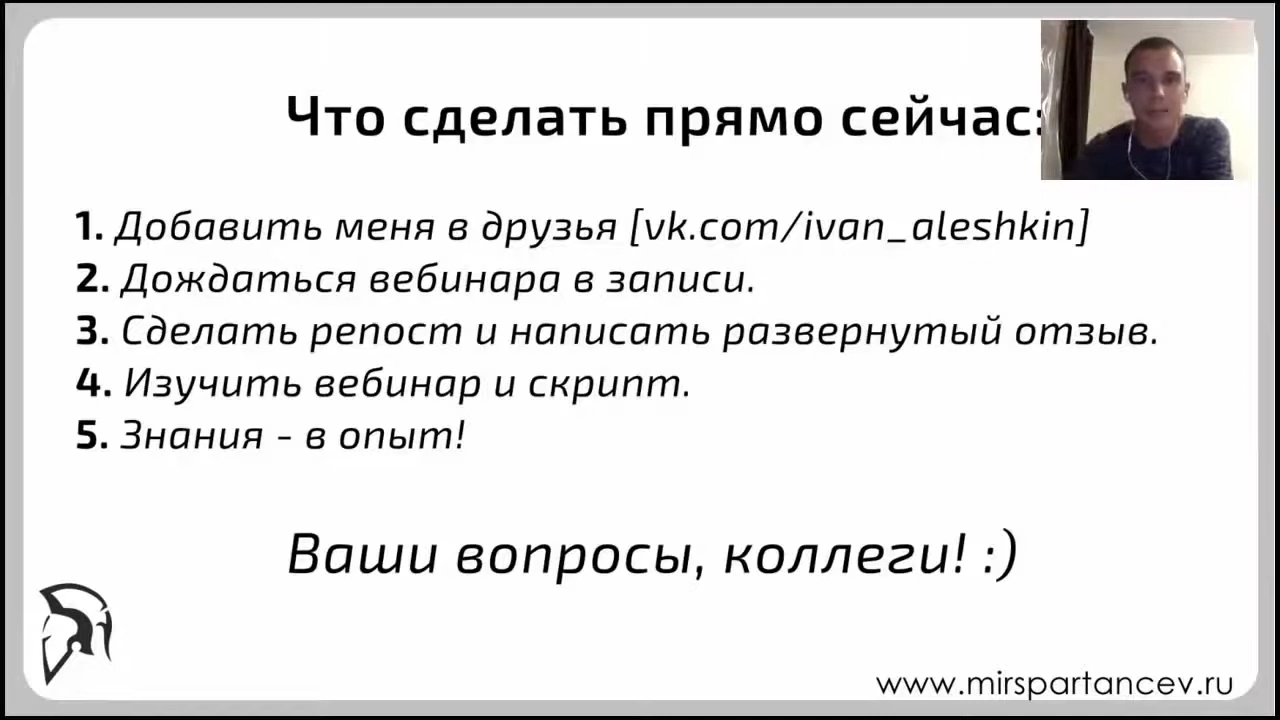 Что сделать прямо сейчас:
1. Добавить меня в друзья [vk.com/ivan_aleshkin]
2. Дождаться вебинара в записи.
3. Сделать репост и написать развернутый отзыв.
4. Изучить вебинар и скрипт.
5. Знания - в опыт!
Ваши вопросы, коллеги! :)
www.mirspartancev.ru